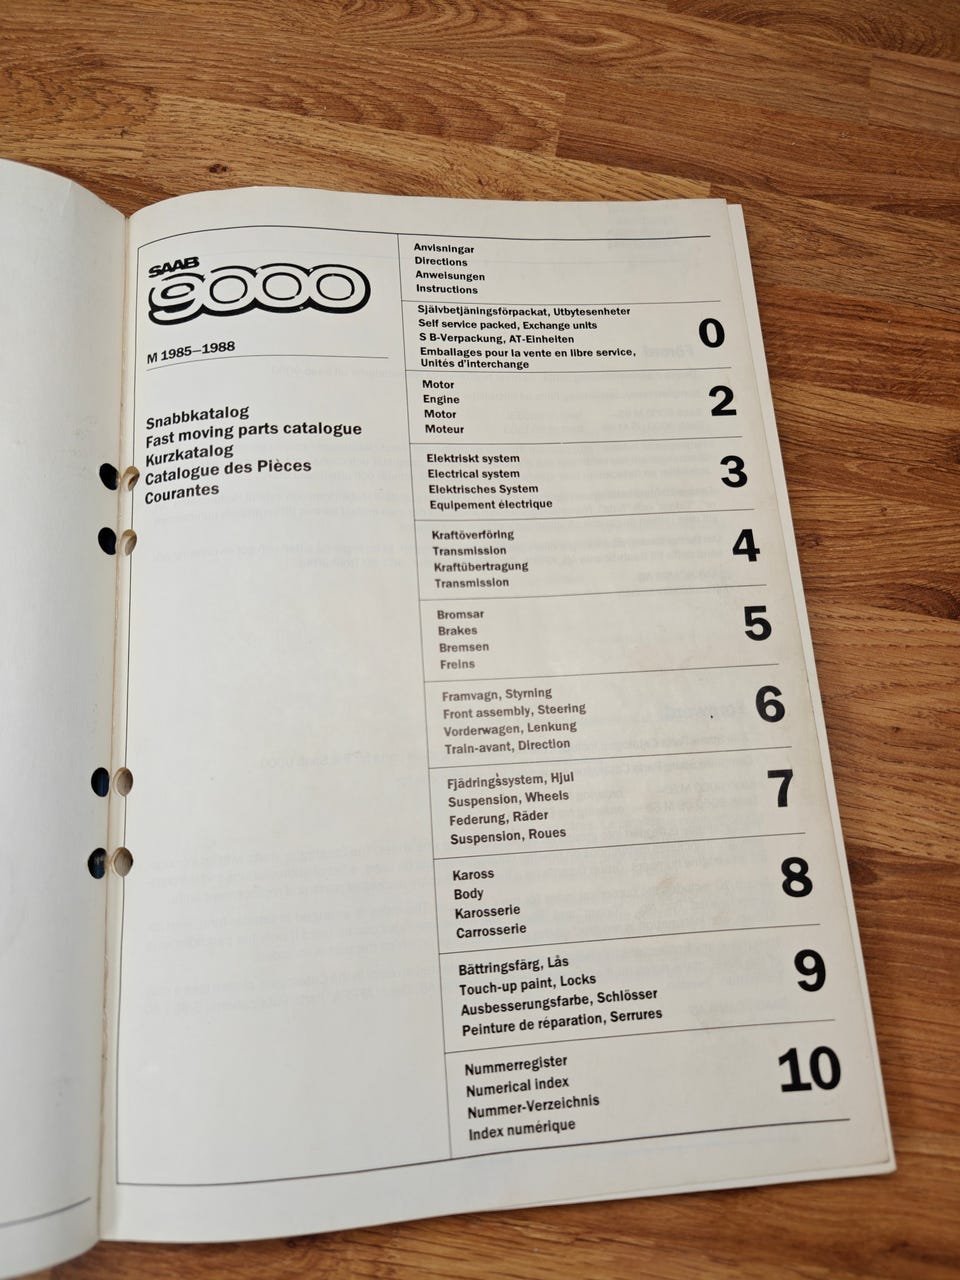 SAAB
9000
M 1985–1988
Snabbkatalog
Fast moving parts catalogue
Kurzkatalog
Catalogue des Pièces
Courantes
Anvisningar
Directions
Anweisungen
Instructions
Självbetjäningsförpackat, Utbytesenheter
Self service packed, Exchange units
S B-Verpackung, AT-Einheiten
Emballages pour la vente en libre service,
Unités d'interchange
0
Motor
Engine
Motor
Moteur
2
Elektriskt system
Electrical system
Elektrisches System
Equipement électrique
3
Kraftöverföring
Transmission
Kraftübertragung
Transmission
4
Bromsar
Brakes
Bremsen
Freins
5
Framvagn, Styrning
Front assembly, Steering
Vorderwagen, Lenkung
Train-avant, Direction
6
Fjädringssystem, Hjul
Suspension, Wheels
Federung, Räder
Suspension, Roues
7
Kaross
Body
Karosserie
Carrosserie
8
Bättringsfärg, Lås
Touch-up paint, Locks
Ausbesserungsfarbe, Schlösser
Peinture de réparation, Serrures
9
Nummerregister
Numerical index
Nummer-Verzeichnis
Index numérique
10